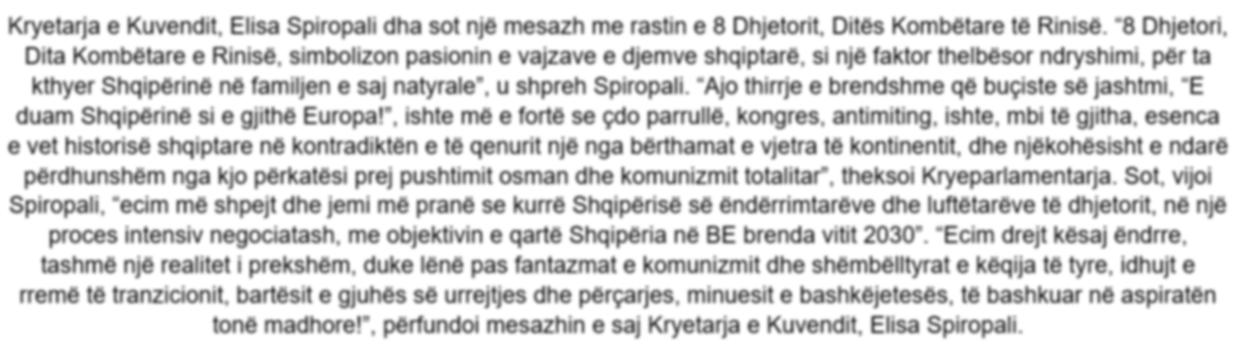 Kryetarja e Kuvendit, Elisa Spiropali dha sot një mesazh me rastin e 8 Dhjetorit, Ditës Kombëtare të Rinisë. “8 Dhjetori,
Dita Kombëtare e Rinisë, simbolizon pasionin e vajzave e djemve shqiptarë, si një faktor thelbësor ndryshimi, për ta
kthyer Shqipërinë në familjen e saj natyrale”, u shpreh Spiropali. “Ajo thirrje e brendshme që buçiste së jashtmi, “E
duam Shqipërinë si e gjithë Europa!”, ishte më e fortë se çdo parrullë, kongres, antimiting, ishte, mbi të gjitha, esenca
e vet historisë shqiptare në kontradiktën e të qenurit një nga bërthamat e vjetra të kontinentit, dhe njëkohësisht e ndarë
përdhunshëm nga kjo përkatësi prej pushtimit osman dhe komunizmit totalitar”, theksoi Kryeparlamentarja. Sot, vijoi
Spiropali, “ecim më shpejt dhe jemi më pranë se kurrë Shqipërisë së ëndërrimtarëve dhe luftëtarëve të dhjetorit, në një
proces intensiv negociatash, me objektivin e qartë Shqipëria në BE brenda vitit 2030”. “Ecim drejt kësaj ëndrre,
tashmë një realitet i prekshëm, duke lënë pas fantazmat e komunizmit dhe shëmbëlltyrat e këqija të tyre, idhujt e
rremë të tranzicionit, bartësit e gjuhës së urrejtjes dhe përçarjes, minuesit e bashkëjetesës, të bashkuar në aspiratën
tonë madhore!”, përfundoi mesazhin e saj Kryetarja e Kuvendit, Elisa Spiropali.